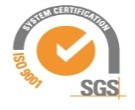 SYSTEM CERTIFICATION
ISO 9001
SGS